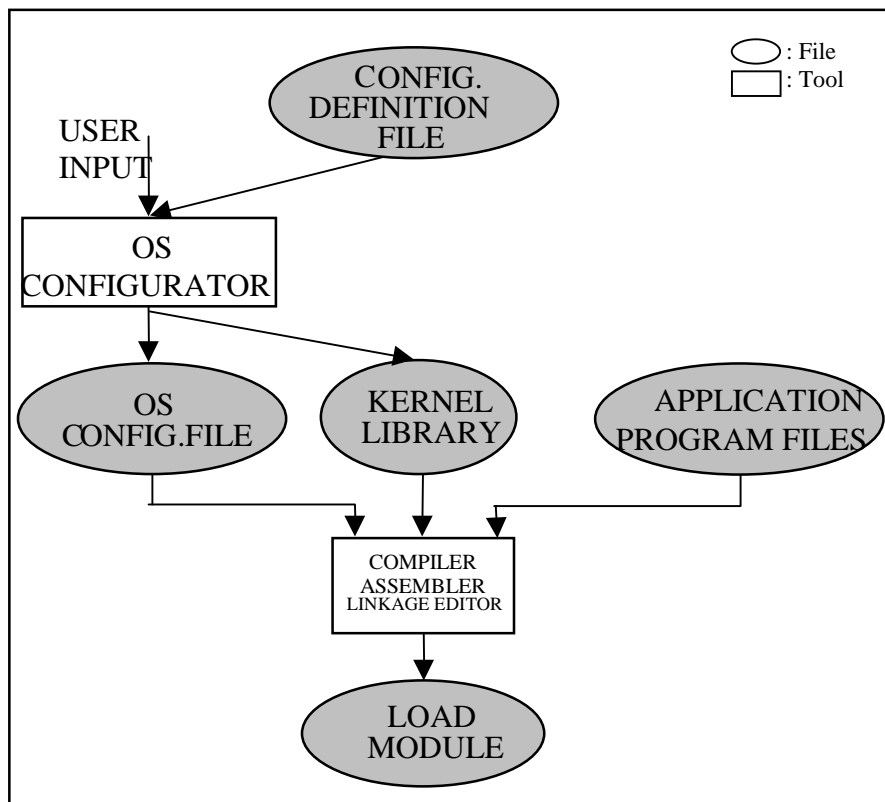 : File
: Tool
CONFIG.
DEFINITION
FILE
USER
INPUT
OS
CONFIGURATOR
OS
CONFIG.FILE
KERNEL
LIBRARY
APPLICATION
PROGRAM FILES
COMPILER
ASSEMBLER
LINKAGE EDITOR
LOAD
MODULE